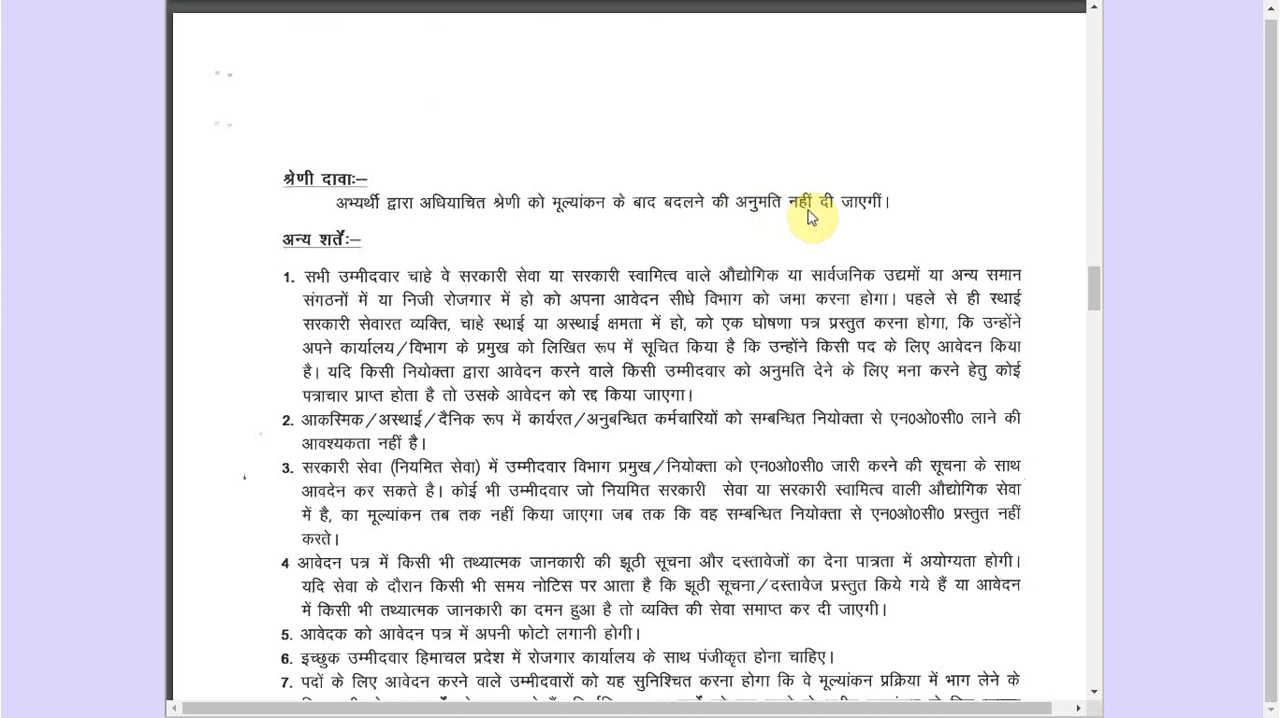 श्रेणी दावाः–
अभ्यर्थी द्वारा अधियाचित श्रेणी को मूल्यांकन के बाद बदलने की अनुमति नहीं दी जाएगीं।
अन्य शर्तेंः–
1. सभी उम्मीदवार चाहे वे सरकारी सेवा या सरकारी स्वामित्व वाले औद्योगिक या सार्वजनिक उद्यमों या अन्य समान
संगठनों में या निजी रोजगार में हो को अपना आवेदन सीधे विभाग को जमा करना होगा। पहले से ही स्थाई
सरकारी सेवारत व्यक्ति, चाहे स्थाई या अस्थाई क्षमता में हो, को एक घोषणा पत्र प्रस्तुत करना होगा, कि उन्होंने
अपने कार्यालय/विभाग के प्रमुख को लिखित रूप में सूचित किया है कि उन्होंने किसी पद के लिए आवेदन किया
है। यदि किसी नियोक्ता द्वारा आवेदन करने वाले किसी उम्मीदवार को अनुमति देने के लिए मना करने हेतु कोई
पत्राचार प्राप्त होता है तो उसके आवेदन को रद्द किया जाएगा।
2. आकस्मिक/अस्थाई/दैनिक रूप में कार्यरत/अनुबन्धित कर्मचारियों को सम्बन्धित नियोक्ता से एन0ओ0सी0 लाने की
आवश्यकता नहीं है।
3. सरकारी सेवा (नियमित सेवा) में उम्मीदवार विभाग प्रमुख/नियोक्ता को एन0ओ0सी0 जारी करने की सूचना के साथ
आवदेन कर सकते है। कोई भी उम्मीदवार जो नियमित सरकारी सेवा या सरकारी स्वामित्व वाली औद्योगिक सेवा
में है, का मूल्यांकन तब तक नहीं किया जाएगा जब तक कि वह सम्बन्धित नियोक्ता से एन0ओ0सी0 प्रस्तुत नहीं
करते।
4 आवेदन पत्र में किसी भी तथ्यात्मक जानकारी की झूठी सूचना और दस्तावेजों का देना पात्रता में अयोग्यता होगी।
यदि सेवा के दौरान किसी भी समय नोटिस पर आता है कि झूठी सूचना/दस्तावेज प्रस्तुत किये गये हैं या आवेदन
में किसी भी तथ्यात्मक जानकारी का दमन हुआ है तो व्यक्ति की सेवा समाप्त कर दी जाएगी।
5. आवेदक को आवेदन पत्र में अपनी फोटो लगानी होगी।
6. इच्छुक उम्मीदवार हिमाचल प्रदेश में रोजगार कार्यालय के साथ पंजीकृत होना चाहिए।
7. पदों के लिए आवेदन करने वाले उम्मीदवारों को यह सुनिश्चित करना होगा कि वे मूल्यांकन प्रक्रिया में भाग लेने के